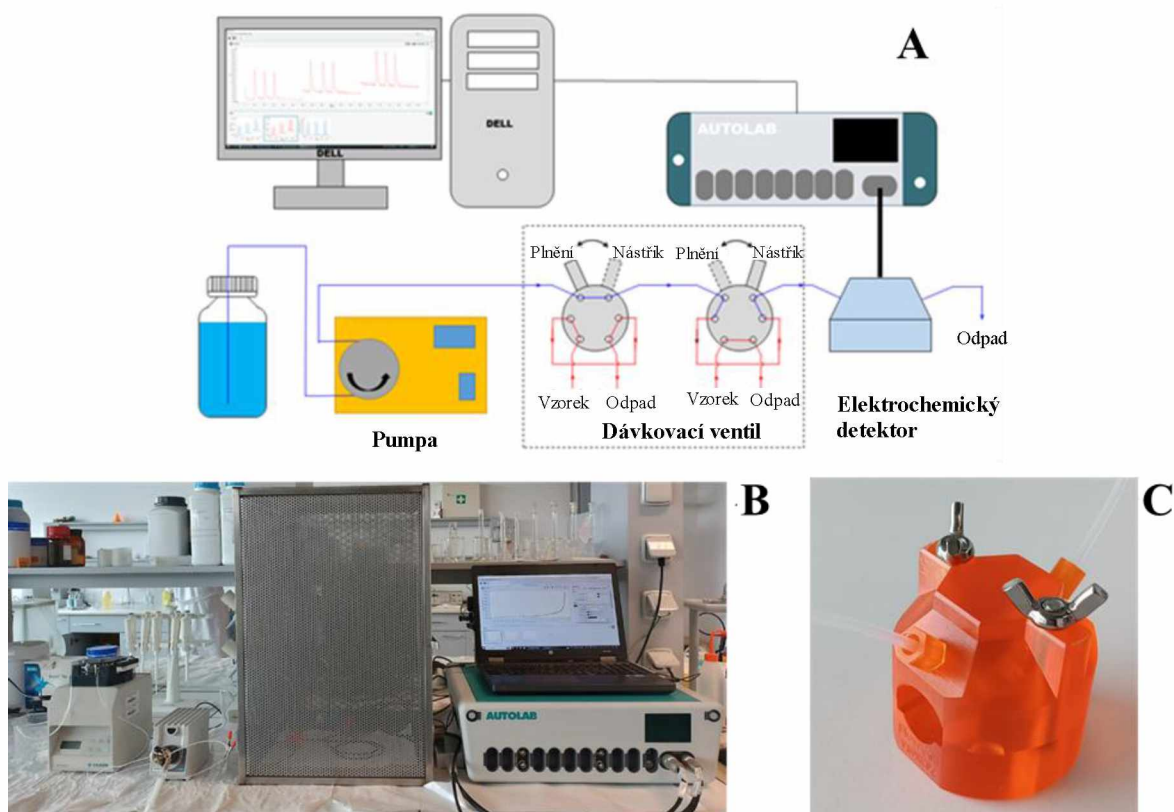 A
DELL
DELL
AUTOLAB
Plnění
Nástřik
Plnění
Nástřik
Vzorek
Odpad
Vzorek
Odpad
Odpad
Pumpa
Dávkovací ventil
Elektrochemický
detektor
B
AUTOLAB
C